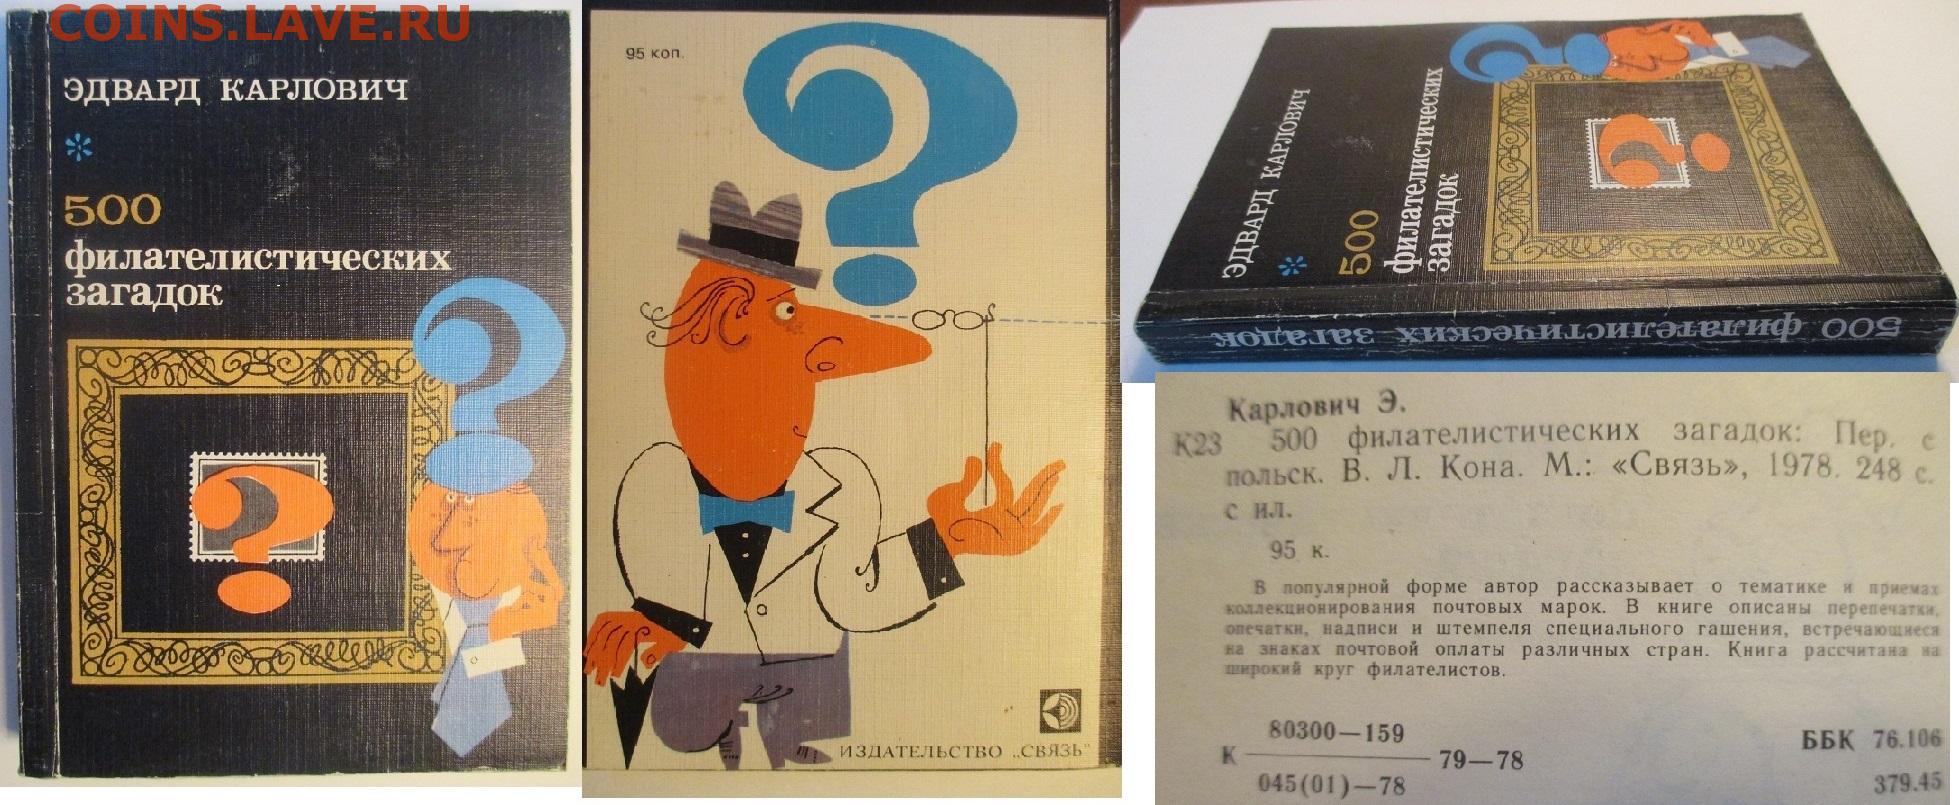 COINS.LAVE.RU
ЭДВАРД КАРЛОВИЧ
*
500
филателистических
загадок
95 коп.
ИЗДАТЕЛЬСТВО „СВЯЗЬ"
ЭДВАРД КАРЛОВИЧ
*
500
филателистических
загадок
500 филателистических загадок
Карлович Э.
К23 500 филателистических загадок: Пер. с
польск. В. Л. Кона. М.: «Связь», 1978. 248 с.
с ил.
95 к.
В популярной форме автор рассказывает о тематике и приемах
коллекционирования почтовых марок. В книге описаны перепечатки,
опечатки, надписи и штемпеля специального гашения, встречающиеся
на знаках почтовой оплаты различных стран. Книга рассчитана на
широкий круг филателистов.
80300—159
К 79—78
045(01)—78
ББК 76.106
379.45